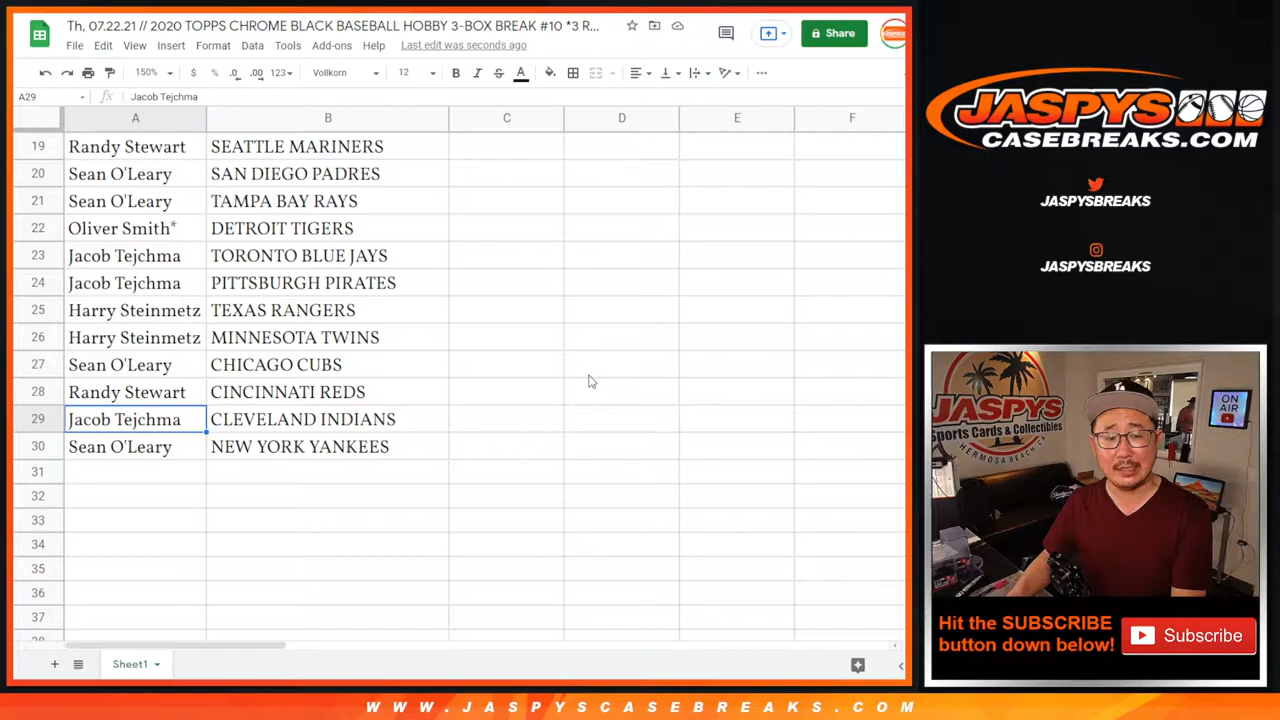 Th, 07.22.21 // 2020 TOPPS CHROME BLACK BASEBALL HOBBY 3-BOX BREAK #10 *3 R...
File Edit View Insert Format Data Tools Add-ons Help Last edit was seconds ago
Share
150% $ % .0 .00 123 Vollkorn 12 B I S A
A29 fx Jacob Tejchma
A B C D E F
19 Randy Stewart SEATTLE MARINERS
20 Sean O'Leary SAN DIEGO PADRES
21 Sean O'Leary TAMPA BAY RAYS
22 Oliver Smith* DETROIT TIGERS
23 Jacob Tejchma TORONTO BLUE JAYS
24 Jacob Tejchma PITTSBURGH PIRATES
25 Harry Steinmetz TEXAS RANGERS
26 Harry Steinmetz MINNESOTA TWINS
27 Sean O'Leary CHICAGO CUBS
28 Randy Stewart CINCINNATI REDS
29 Jacob Tejchma CLEVELAND INDIANS
30 Sean O'Leary NEW YORK YANKEES
31
32
33
34
35
36
37
Sheet1
JASPYS
CASEBREAKS.COM
JASPYSBREAKS
JASPYSBREAKS
JASPYS
Sports Cards & Collectibles
HERMOSA BEACH, CA
ON AIR
Hit the SUBSCRIBE
button down below!
Subscribe
WWW.JASPYSCASEBREAKS.COM